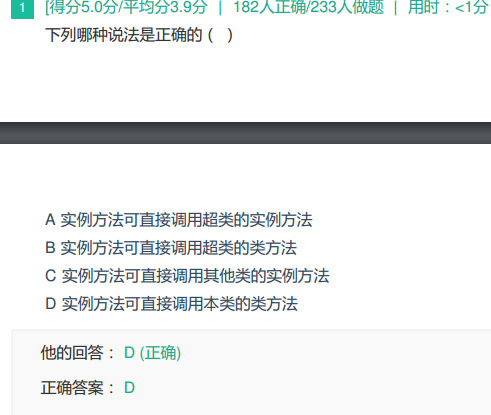 1 [得分5.0分/平均分3.9分 | 182人正确/233人做题 | 用时：<1分
下列哪种说法是正确的（ ）
A 实例方法可直接调用超类的实例方法
B 实例方法可直接调用超类的类方法
C 实例方法可直接调用其他类的实例方法
D 实例方法可直接调用本类的类方法
他的回答： D (正确)
正确答案： D